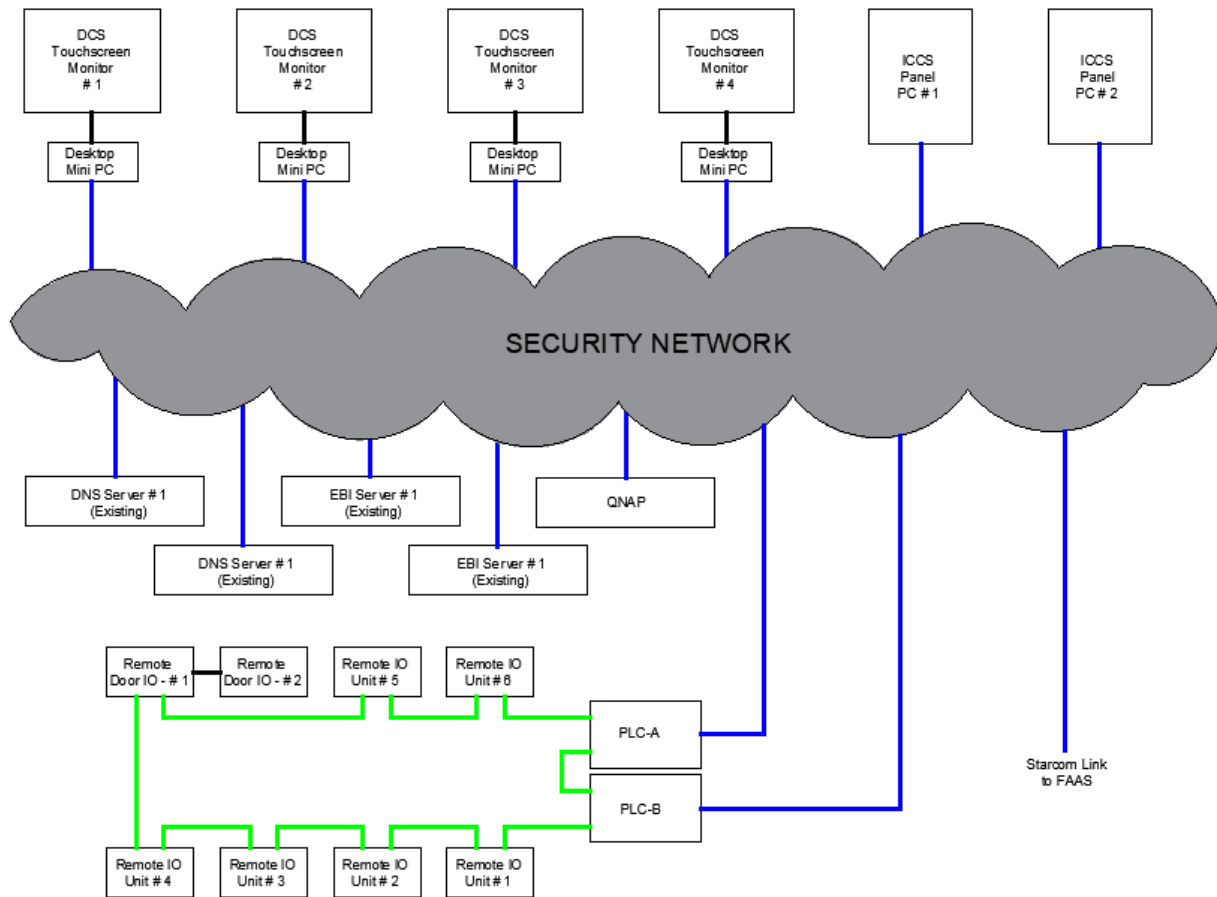 DCS
Touchscreen
Monitor
# 1
DCS
Touchscreen
Monitor
# 2
DCS
Touchscreen
Monitor
# 3
DCS
Touchscreen
Monitor
# 4
ICCS
Panel
PC # 1
ICCS
Panel
PC # 2
Desktop
Mini PC
Desktop
Mini PC
Desktop
Mini PC
Desktop
Mini PC
SECURITY NETWORK
DNS Server # 1
(Existing)
EBI Server # 1
(Existing)
QNAP
DNS Server # 1
(Existing)
EBI Server # 1
(Existing)
Remote
Door IO - # 1
Remote
Door IO - # 2
Remote IO
Unit # 5
Remote IO
Unit # 6
PLC-A
PLC-B
Starcom Link
to FAAS
Remote IO
Unit # 4
Remote IO
Unit # 3
Remote IO
Unit # 2
Remote IO
Unit # 1